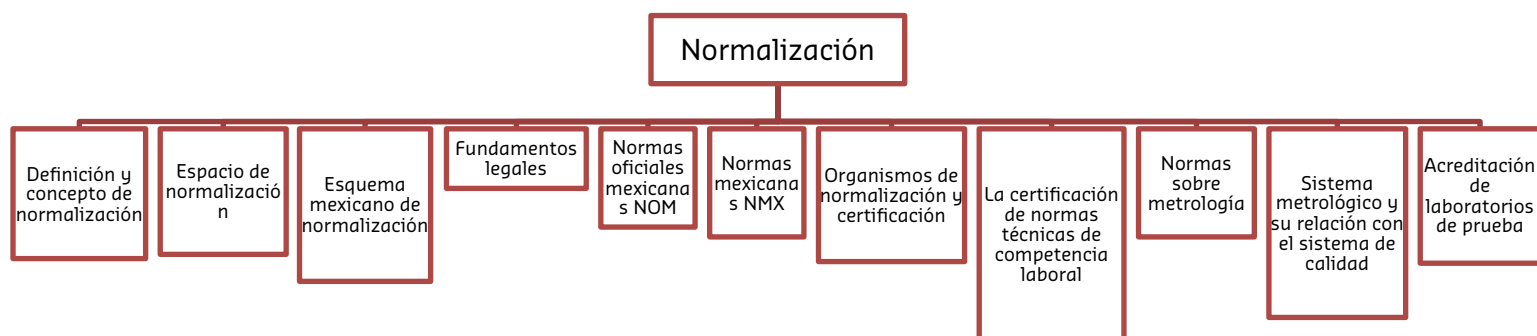 Normalización
Definición y
concepto de
normalización
Espacio de
normalizació
n
Esquema
mexicano de
normalización
Fundamentos
legales
Normas
oficiales
mexicana
s NOM
Normas
mexicana
s NMX
Organismos de
normalización y
certificación
La certificación
de normas
técnicas de
competencia
laboral
Normas
sobre
metrología
Sistema
metrológico y
su relación con
el sistema de
calidad
Acreditación
de
laboratorios
de prueba